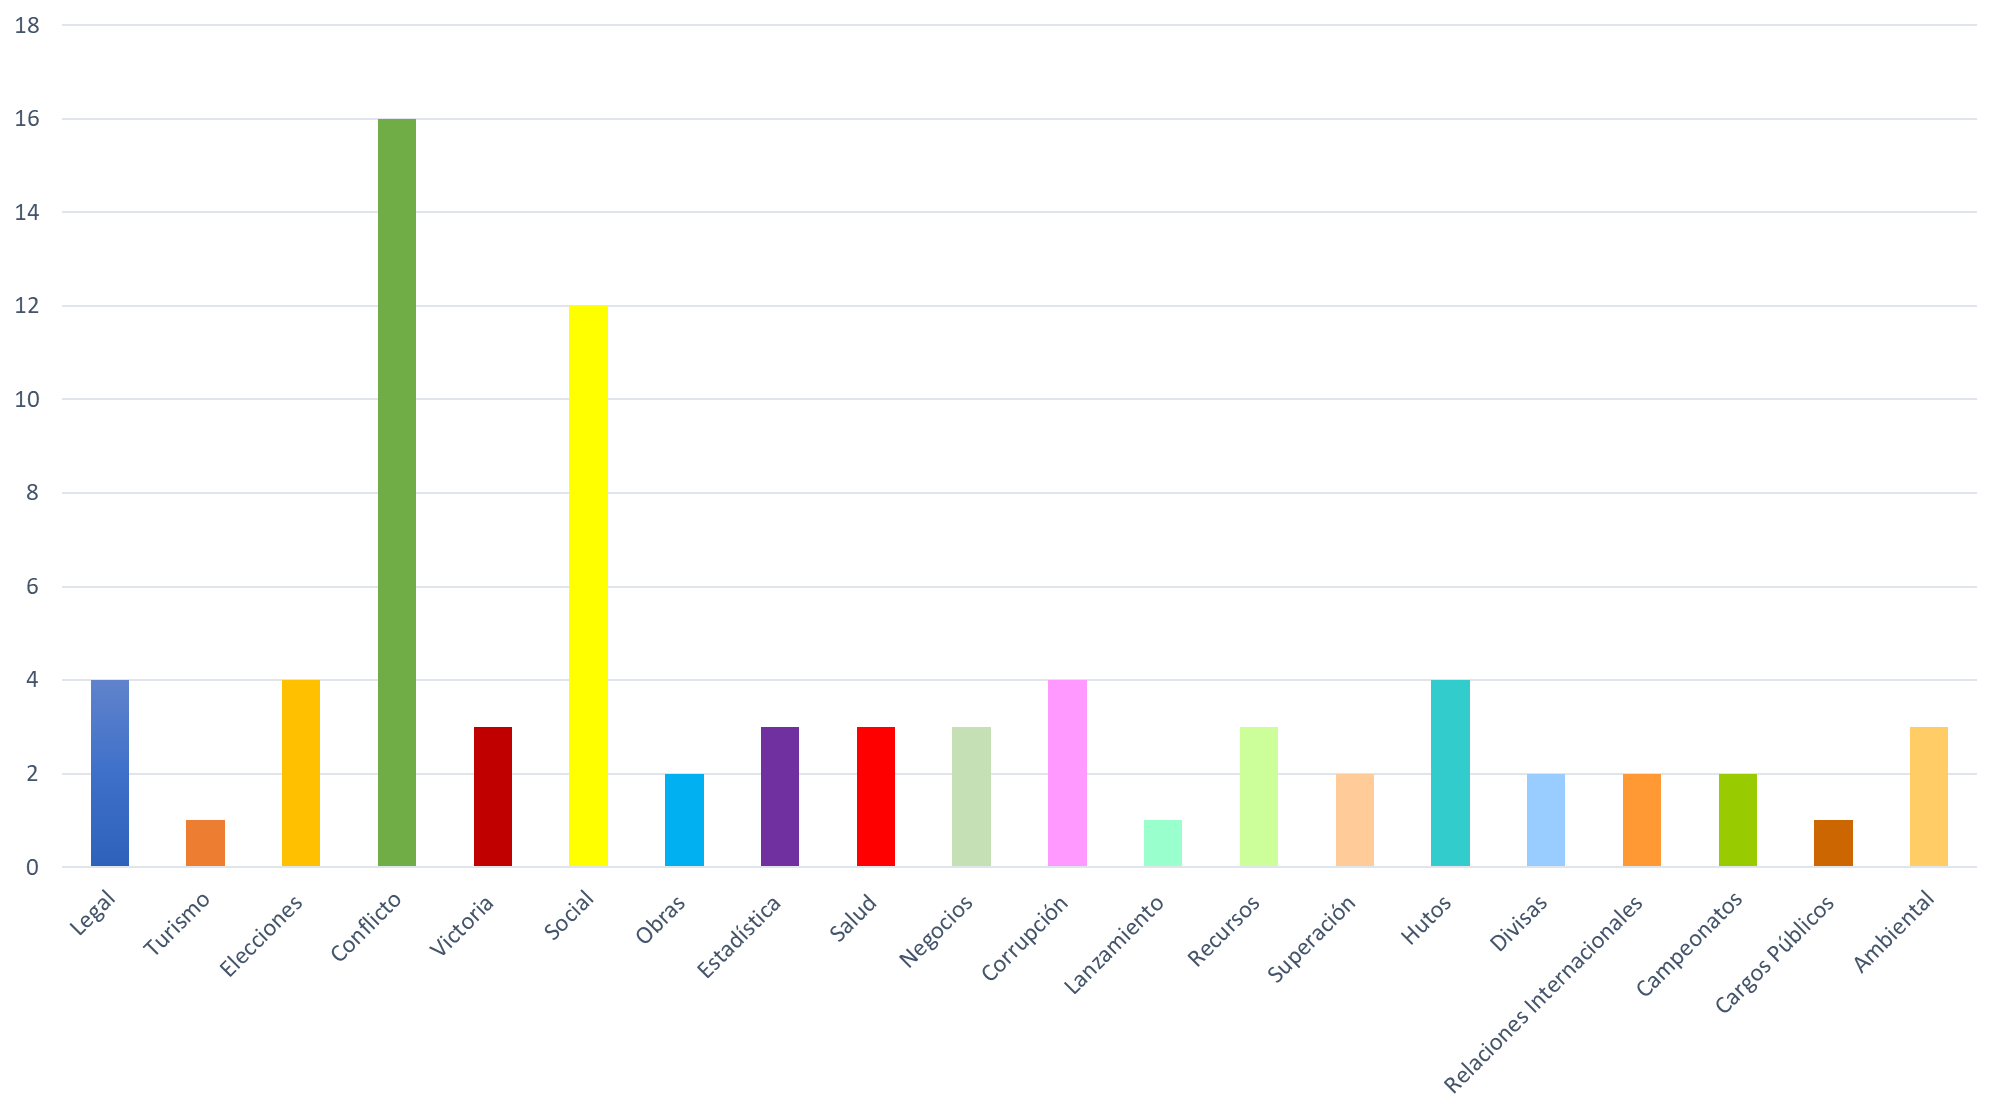 18
16
14
12
10
8
6
4
2
0
Legal
Turismo
Elecciones
Conflicto
Victoria
Social
Obras
Estadística
Salud
Negocios
Corrupción
Lanzamiento
Recursos
Superación
Hutos
Divisas
Relaciones Internacionales
Campeonatos
Cargos Públicos
Ambiental